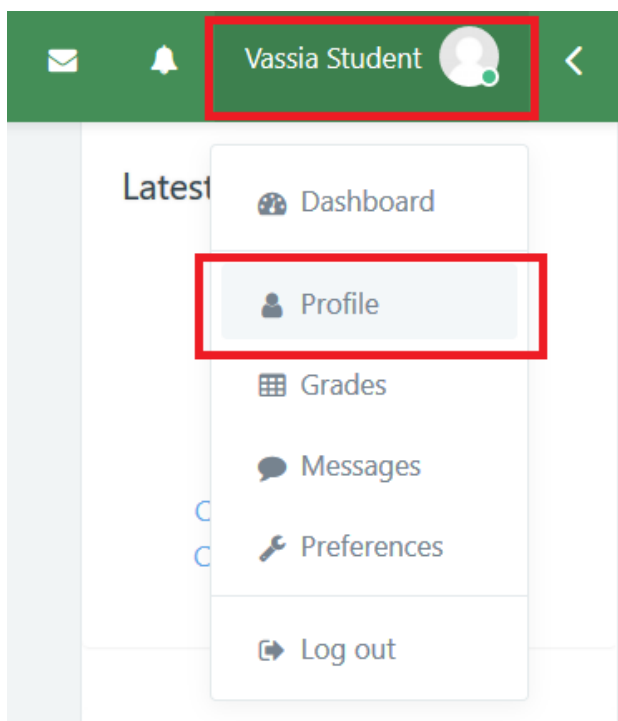 Vassia Student
Latest
Dashboard
Profile
Grades
Messages
C
Preferences
C
Log out